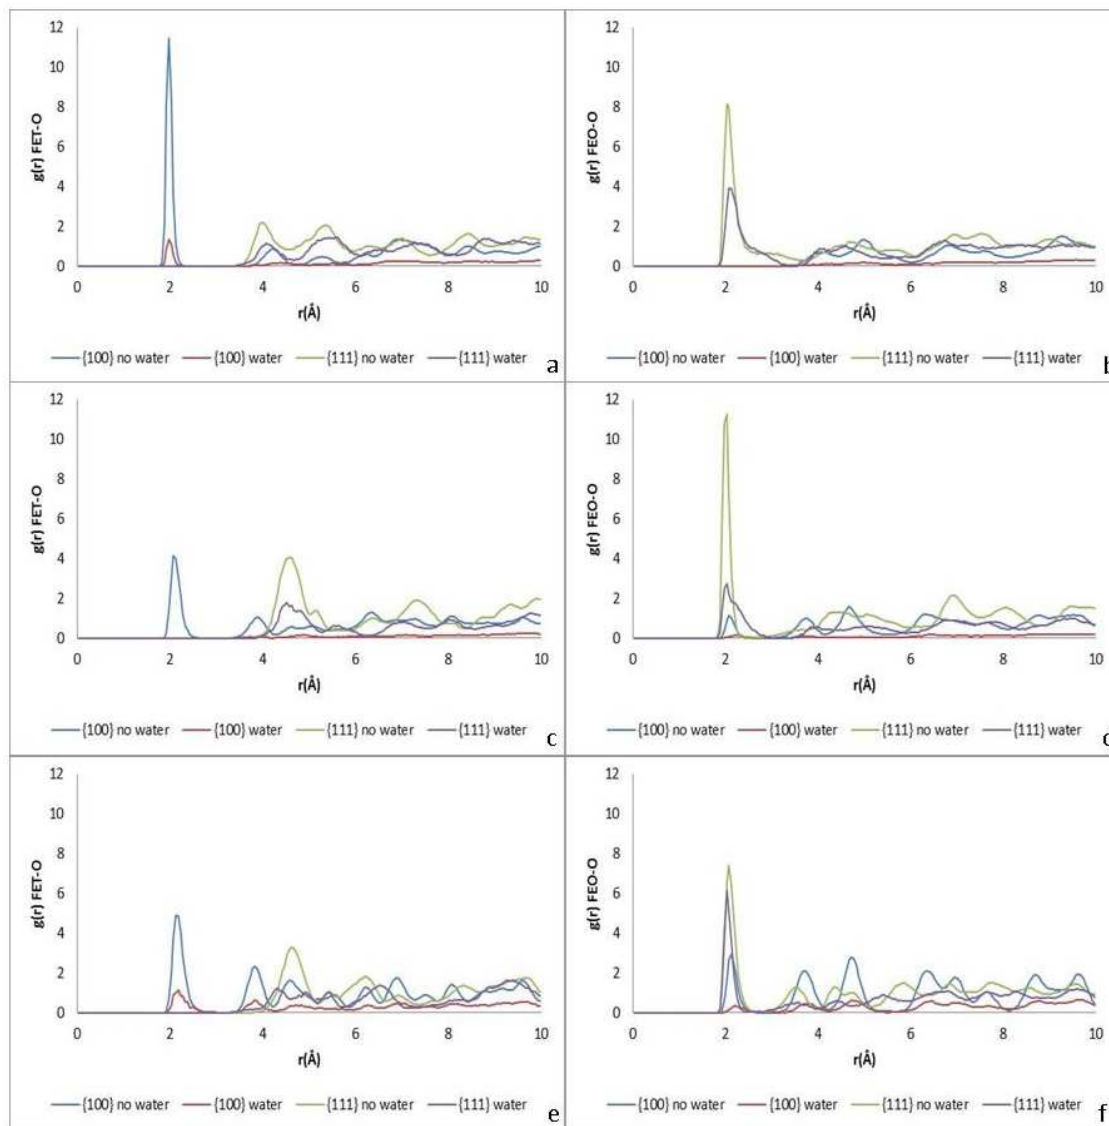 12
10
8
6
4
2
0
g(r) FET-O
0 2 4 6 8 10
r(Å)
{100} no water {100} water {111} no water {111} water
a
12
10
8
6
4
2
0
g(r) FEO-O
0 2 4 6 8 10
r(Å)
{100} no water {100} water {111} no water {111} water
b
12
10
8
6
4
2
0
g(r) FET-O
0 2 4 6 8 10
r(Å)
{100} no water {100} water {111} no water {111} water
c
12
10
8
6
4
2
0
g(r) FEO-O
0 2 4 6 8 10
r(Å)
{100} no water {100} water {111} no water {111} water
d
12
10
8
6
4
2
0
g(r) FET-O
0 2 4 6 8 10
r(Å)
{100} no water {100} water {111} no water {111} water
e
12
10
8
6
4
2
0
g(r) FEO-O
0 2 4 6 8 10
r(Å)
{100} no water {100} water {111} no water {111} water
f